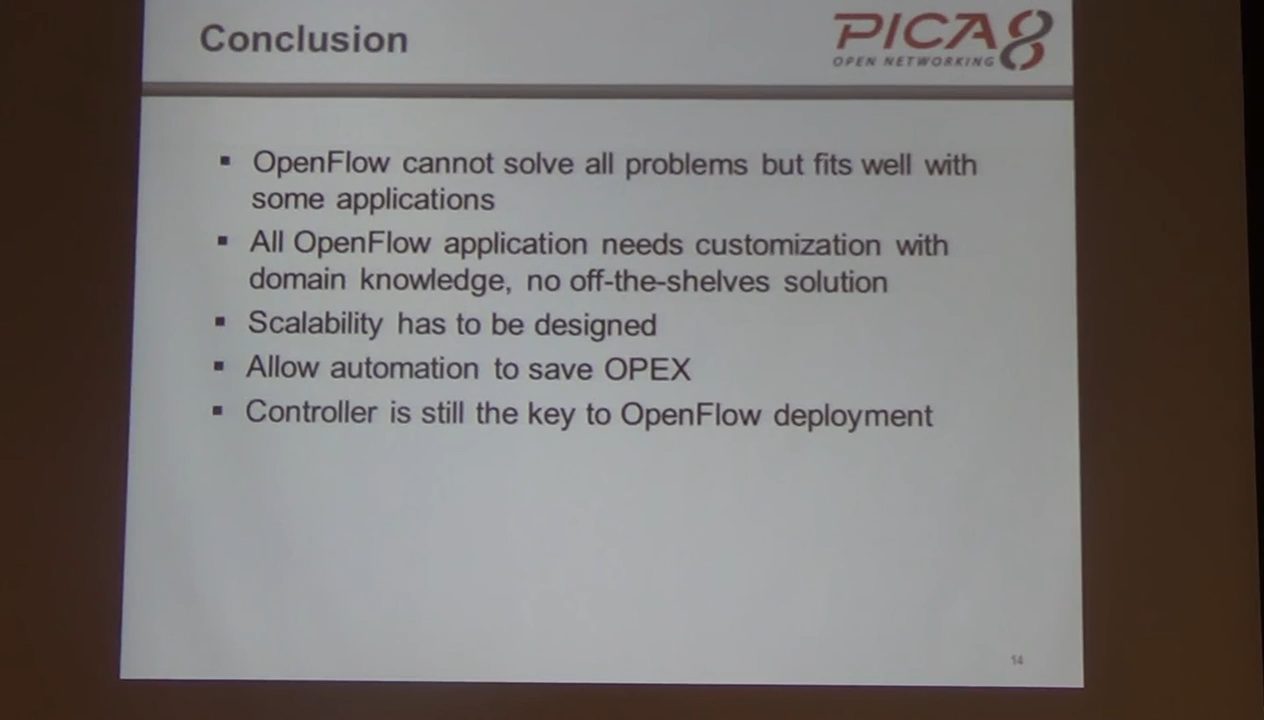 Conclusion
PICA8
OPEN NETWORKING
▪ OpenFlow cannot solve all problems but fits well with
some applications
▪ All OpenFlow application needs customization with
domain knowledge, no off-the-shelves solution
▪ Scalability has to be designed
▪ Allow automation to save OPEX
▪ Controller is still the key to OpenFlow deployment
14